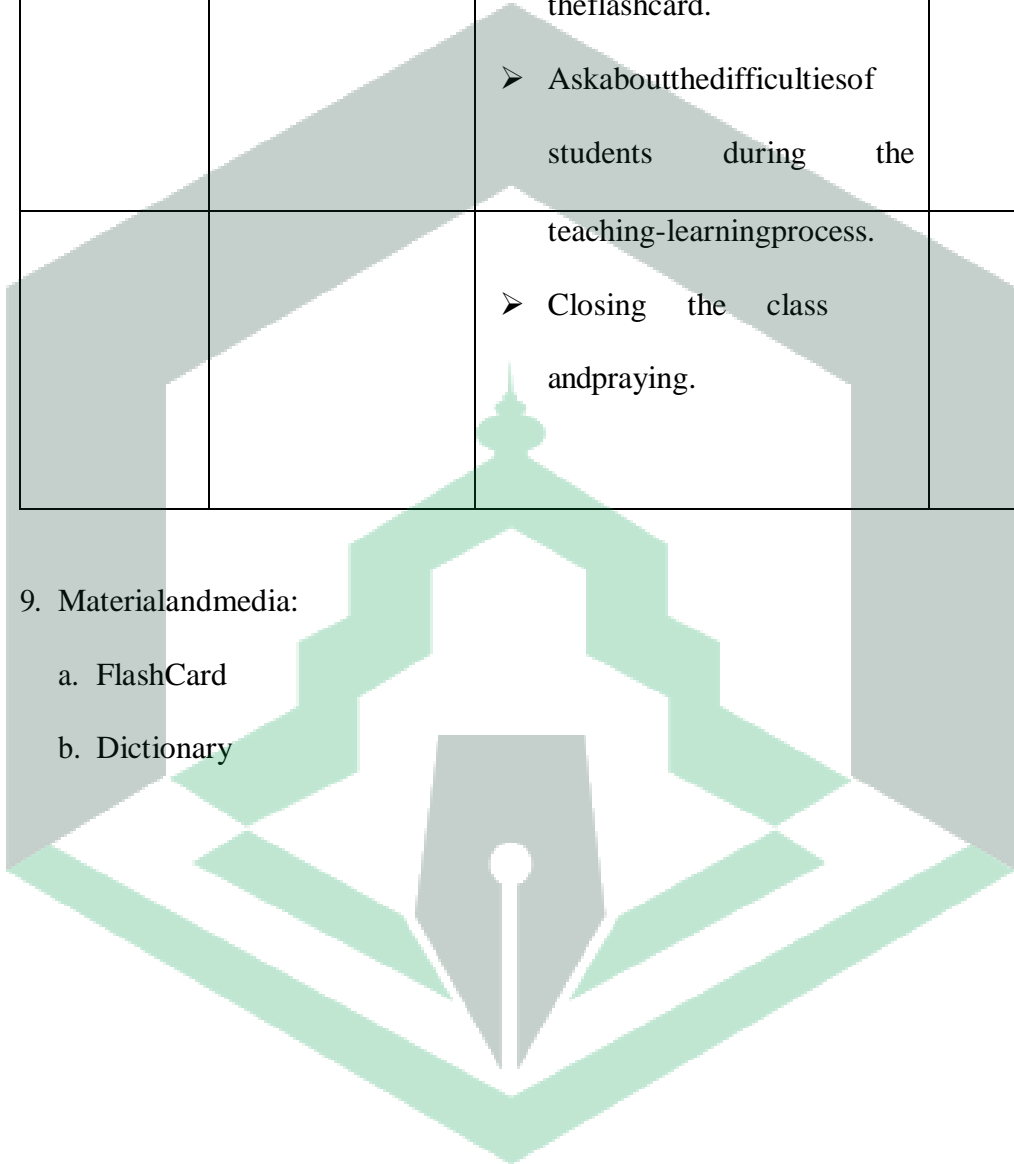 theflashcard.
➢ Askaboutthedifficultiesof
students during the
teaching-learningprocess.
➢ Closing the class
andpraying.
9. Materialandmedia:
a. FlashCard
b. Dictionary